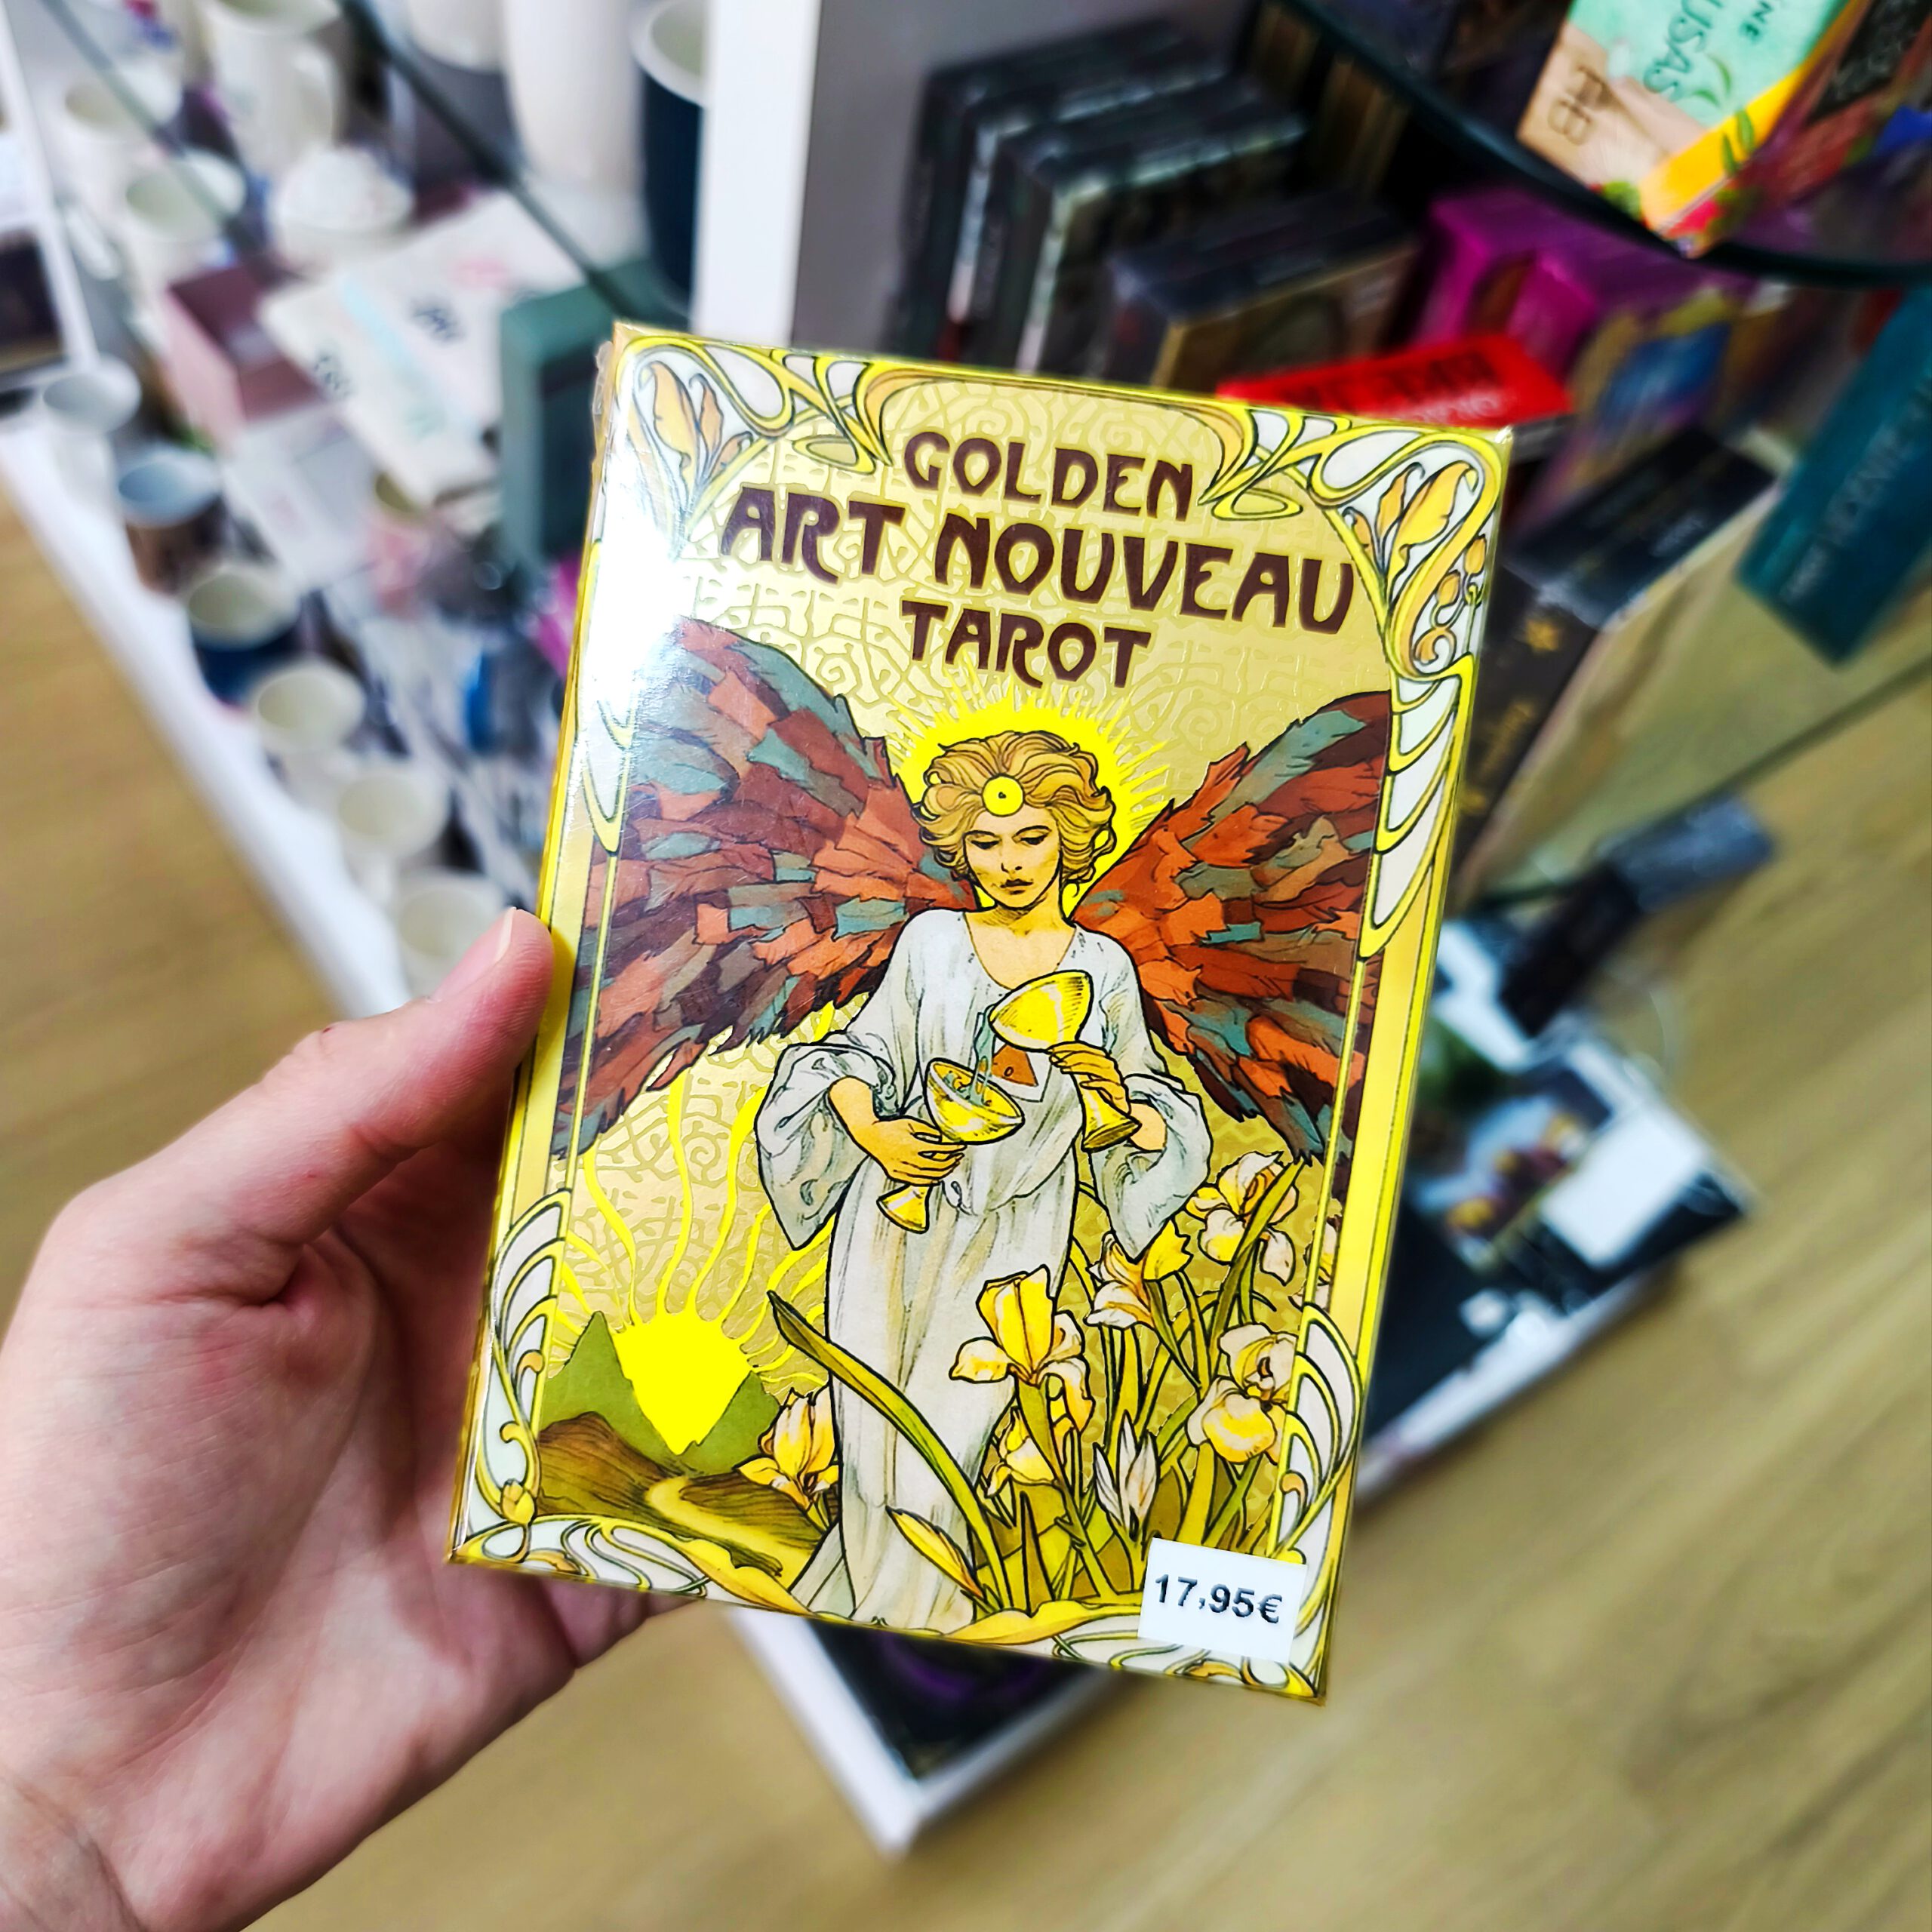 GOLDEN
ART NOUVEAU
TAROT
17,95€